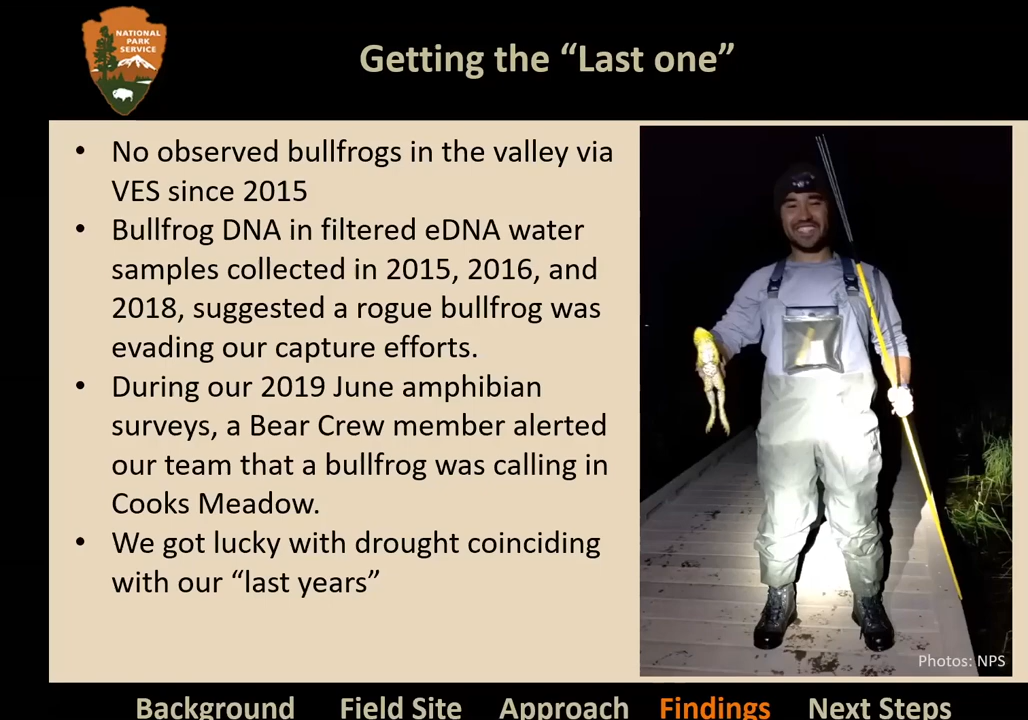 NATIONAL
PARK
SERVICE
Getting the “Last one”
• No observed bullfrogs in the valley via
VES since 2015
• Bullfrog DNA in filtered eDNA water
samples collected in 2015, 2016, and
2018, suggested a rogue bullfrog was
evading our capture efforts.
• During our 2019 June amphibian
surveys, a Bear Crew member alerted
our team that a bullfrog was calling in
Cooks Meadow.
• We got lucky with drought coinciding
with our “last years”
Photos: NPS
Background Field Site Approach Findings Next Steps